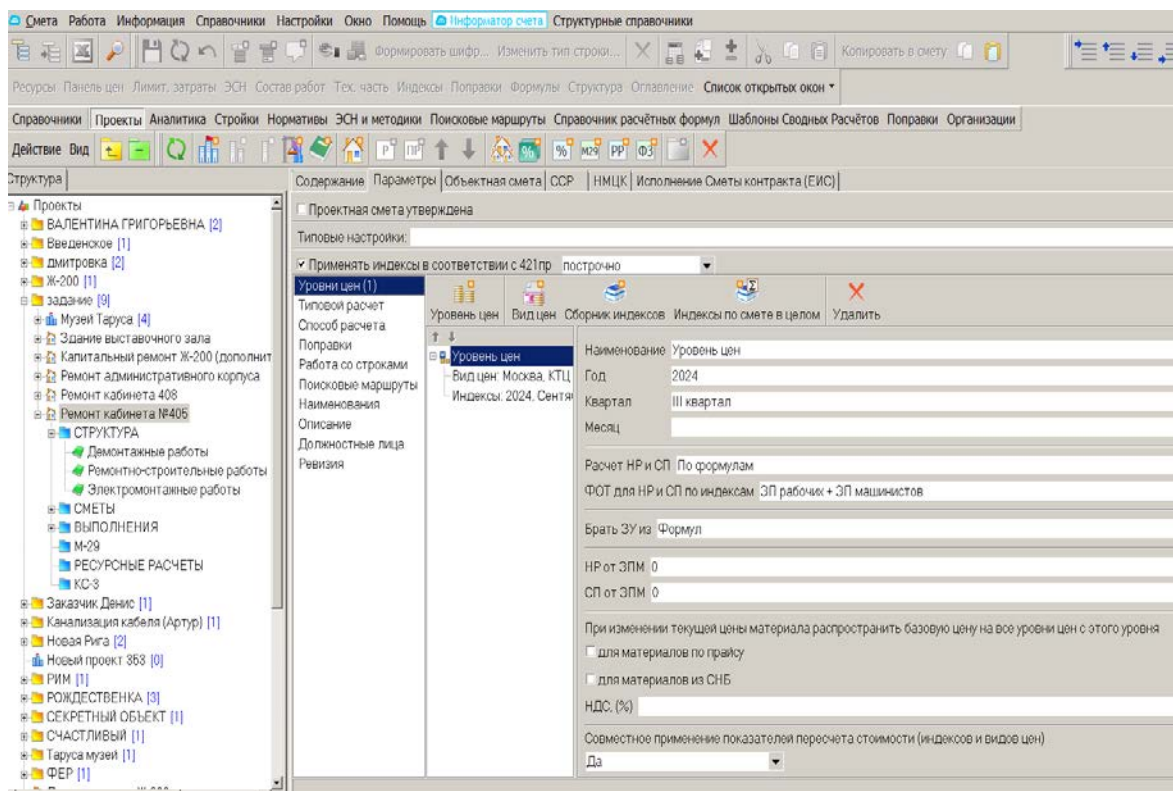 Смета Работа Информация Справочники Настройки Окно Помощь Информатор счета Структурные справочники
Формировать шифр... Изменить тип строки... Копировать в смету
Ресурсы Панель цен Лимит. затраты ЭСН Состав работ Тех. часть Индексы Поправки Формулы Структура Оглавление Список открытых окон
Справочники Проекты Аналитика Стройки Нормативы ЭСН и методики Поисковые маршруты Справочник расчётных формул Шаблоны Сводных Расчётов Поправки Организации
Действие Вид Р ПР % % М29 РР ФЗ
Структура
Проекты
ВАЛЕНТИНА ГРИГОРЬЕВНА [2]
Введенское [1]
дмитровка [2]
Ж-200 [1]
задание [9]
Музей Таруса [4]
Здание выставочного зала
Капитальный ремонт Ж-200 (дополнит
Ремонт административного корпуса
Ремонт кабинета 408
Ремонт кабинета №405
СТРУКТУРА
Демонтажные работы
Ремонтно-строительные работы
Электромонтажные работы
СМЕТЫ
ВЫПОЛНЕНИЯ
М-29
РЕСУРСНЫЕ РАСЧЕТЫ
КС-3
Заказчик Денис [1]
Канализация кабеля (Артур) [1]
Новая Рига [2]
Новый проект 353 [0]
РИМ [1]
РОЖДЕСТВЕНКА [3]
СЕКРЕТНЫЙ ОБЪЕКТ [1]
СЧАСТЛИВЫЙ [1]
Таруса музей [1]
ФЕР [1]
Содержание Параметры Объектная смета ССР НМЦК Исполнение Сметы контракта (ЕИС)
Проектная смета утверждена
Типовые настройки:
Применять индексы в соответствии с 421пр построчно
Уровни цен (1)
Типовой расчет
Способ расчета
Поправки
Работа со строками
Поисковые маршруты
Наименования
Описание
Должностные лица
Ревизия
Уровень цен Вид цен Сборник индексов Индексы по смете в целом Удалить
Уровень цен
Вид цен: Москва, КТЦ
Индексы: 2024, Сентя
Наименование Уровень цен
Год 2024
Квартал III квартал
Месяц
Расчет НР и СП По формулам
ФОТ для НР и СП по индексам ЗП рабочих + ЗП машинистов
Брать ЗУ из Формул
НР от ЗПМ 0
СП от ЗПМ 0
При изменении текущей цены материала распространить базовую цену на все уровни цен с этого уровня
для материалов по прайсу
для материалов из СНБ
НДС, (%)
Совместное применение показателей пересчета стоимости (индексов и видов цен)
Да